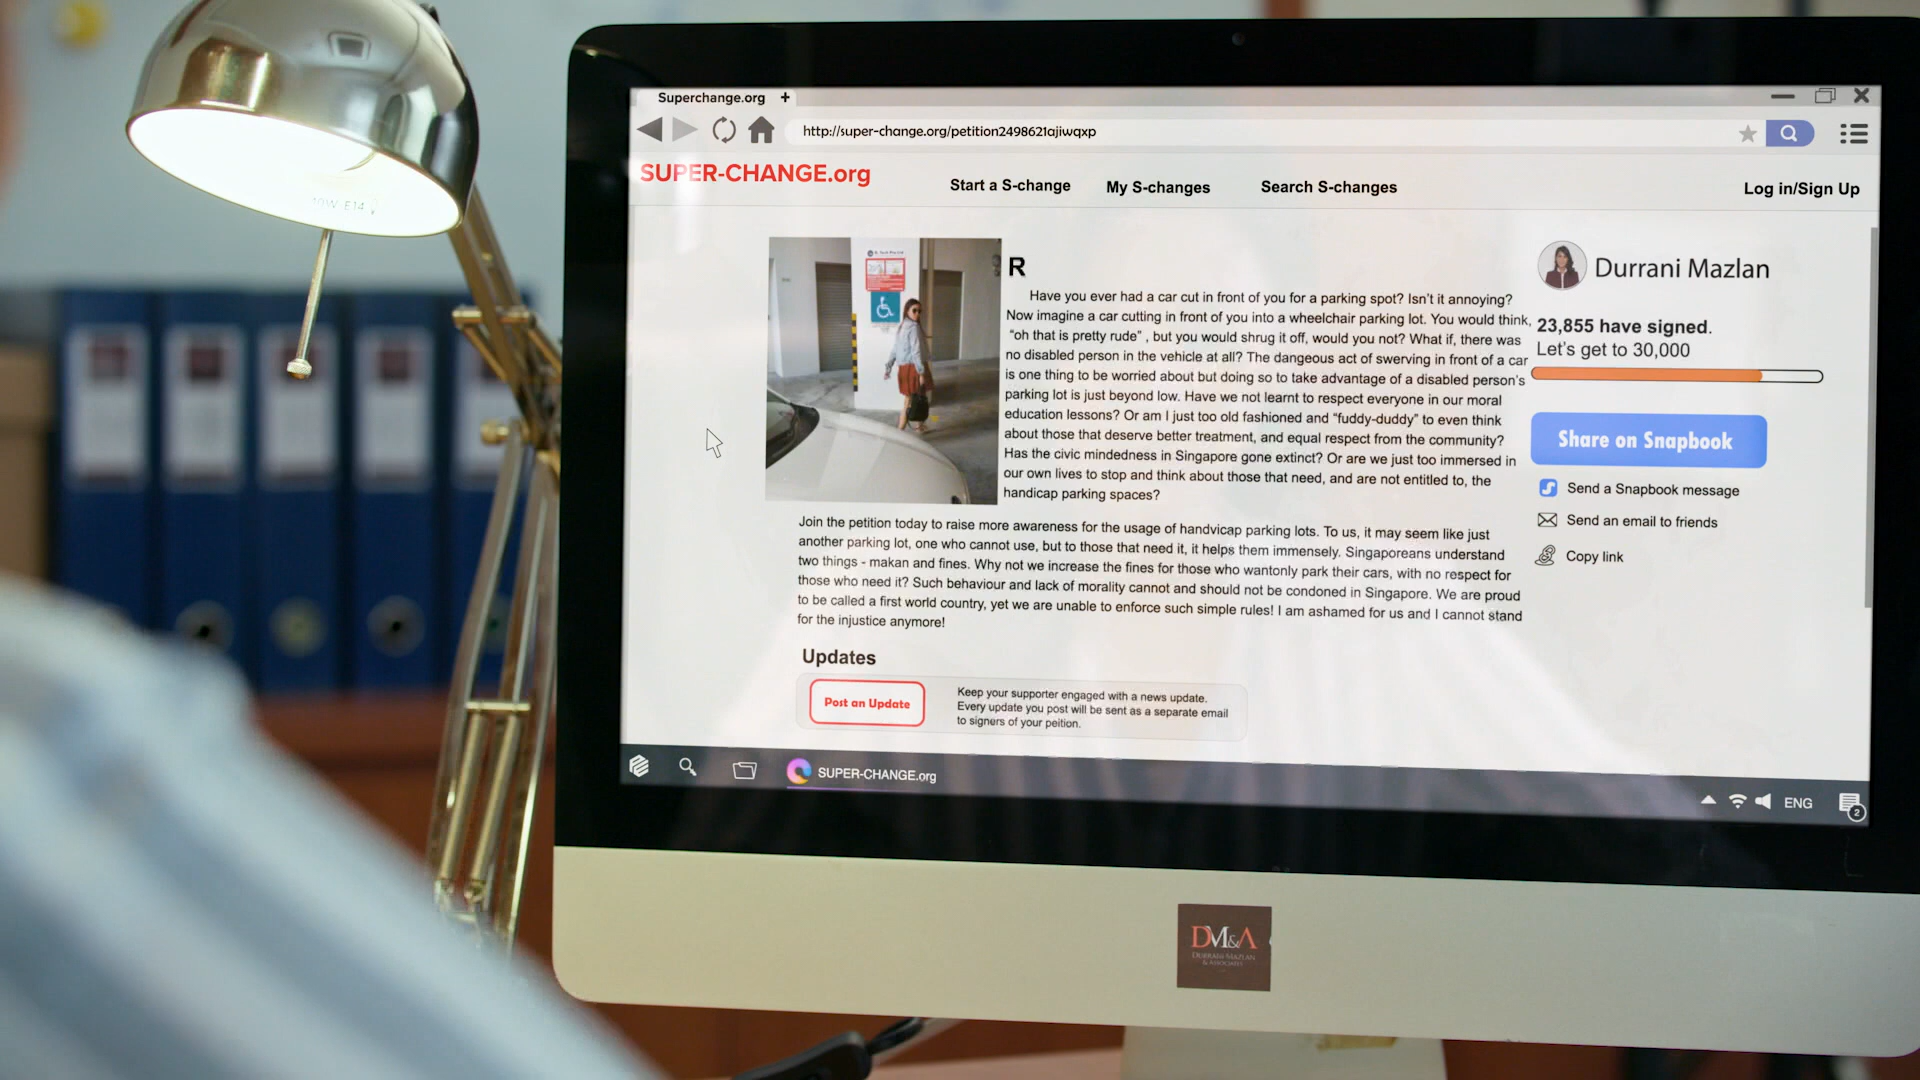 10W-E14
Superchange.org +
http://super-change.org/petition2498621qjiwqxp
SUPER-CHANGE.org
Start a S-change
My S-changes
Search S-changes
Log in/Sign Up
R
Have you ever had a car cut in front of you for a parking spot? Isn't it annoying?
Now imagine a car cutting in front of you into a wheelchair parking lot. You would think,
"oh that is pretty rude" , but you would shrug it off, would you not? What if, there was
no disabled person in the vehicle at all? The dangeous act of swerving in front of a car
is one thing to be worried about but doing so to take advantage of a disabled person's
parking lot is just beyond low. Have we not learnt to respect everyone in our moral
education lessons? Or am I just too old fashioned and "fuddy-duddy" to even think
about those that deserve better treatment, and equal respect from the community?
Has the civic mindedness in Singapore gone extinct? Or are we just too immersed in
our own lives to stop and think about those that need, and are not entitled to, the
handicap parking spaces?
Join the petition today to raise more awareness for the usage of handvicap parking lots. To us, it may seem like just
another parking lot, one who cannot use, but to those that need it, it helps them immensely. Singaporeans understand
two things - makan and fines. Why not we increase the fines for those who wantonly park their cars, with no respect for
those who need it? Such behaviour and lack of morality cannot and should not be condoned in Singapore. We are proud
to be called a first world country, yet we are unable to enforce such simple rules! I am ashamed for us and I cannot stand
for the injustice anymore!
Durrani Mazlan
23,855 have signed.
Let's get to 30,000
Share on Snapbook
Send a Snapbook message
Send an email to friends
Copy link
Updates
Post an Update
Keep your supporter engaged with a news update.
Every update you post will be sent as a separate email
to signers of your peition.
SUPER-CHANGE.org
ENG
2
DM&A
DURRANI MAZLAN
& ASSOCIATES